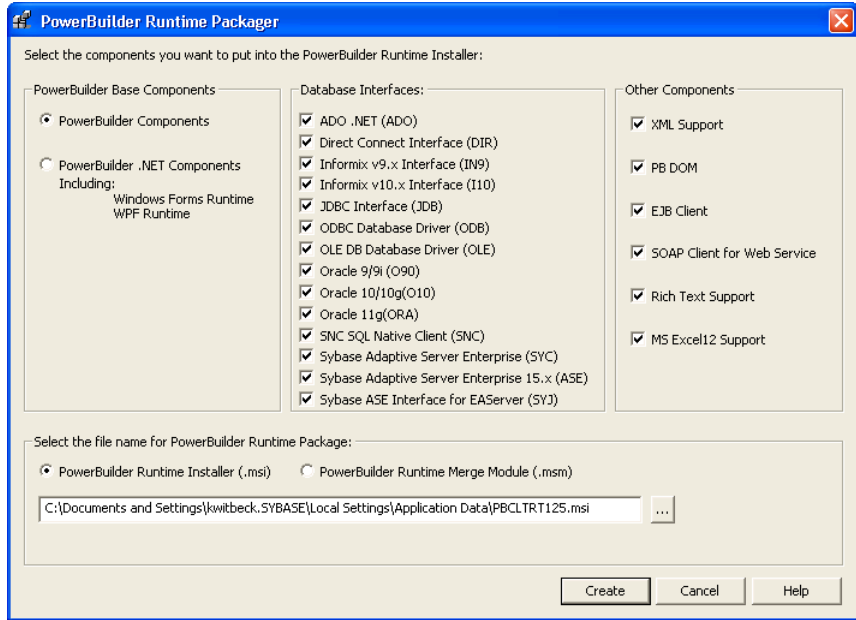 PowerBuilder Runtime Packager
Select the components you want to put into the PowerBuilder Runtime Installer:
PowerBuilder Base Components
PowerBuilder Components
PowerBuilder .NET Components
Including:
Windows Forms Runtime
WPF Runtime
Database Interfaces:
ADO .NET (ADO)
Direct Connect Interface (DIR)
Informix v9.x Interface (IN9)
Informix v10.x Interface (I10)
JDBC Interface (JDB)
ODBC Database Driver (ODB)
OLE DB Database Driver (OLE)
Oracle 9/9i (O90)
Oracle 10/10g(O10)
Oracle 11g(ORA)
SNC SQL Native Client (SNC)
Sybase Adaptive Server Enterprise (SYC)
Sybase Adaptive Server Enterprise 15.x (ASE)
Sybase ASE Interface for EAServer (SYJ)
Other Components
XML Support
PB DOM
EJB Client
SOAP Client for Web Service
Rich Text Support
MS Excel12 Support
Select the file name for PowerBuilder Runtime Package:
PowerBuilder Runtime Installer (.msi)
PowerBuilder Runtime Merge Module (.msm)
C:\Documents and Settings\kwitbeck.SYBASE\Local Settings\Application Data\PBCLTRT125.msi
...
Create
Cancel
Help